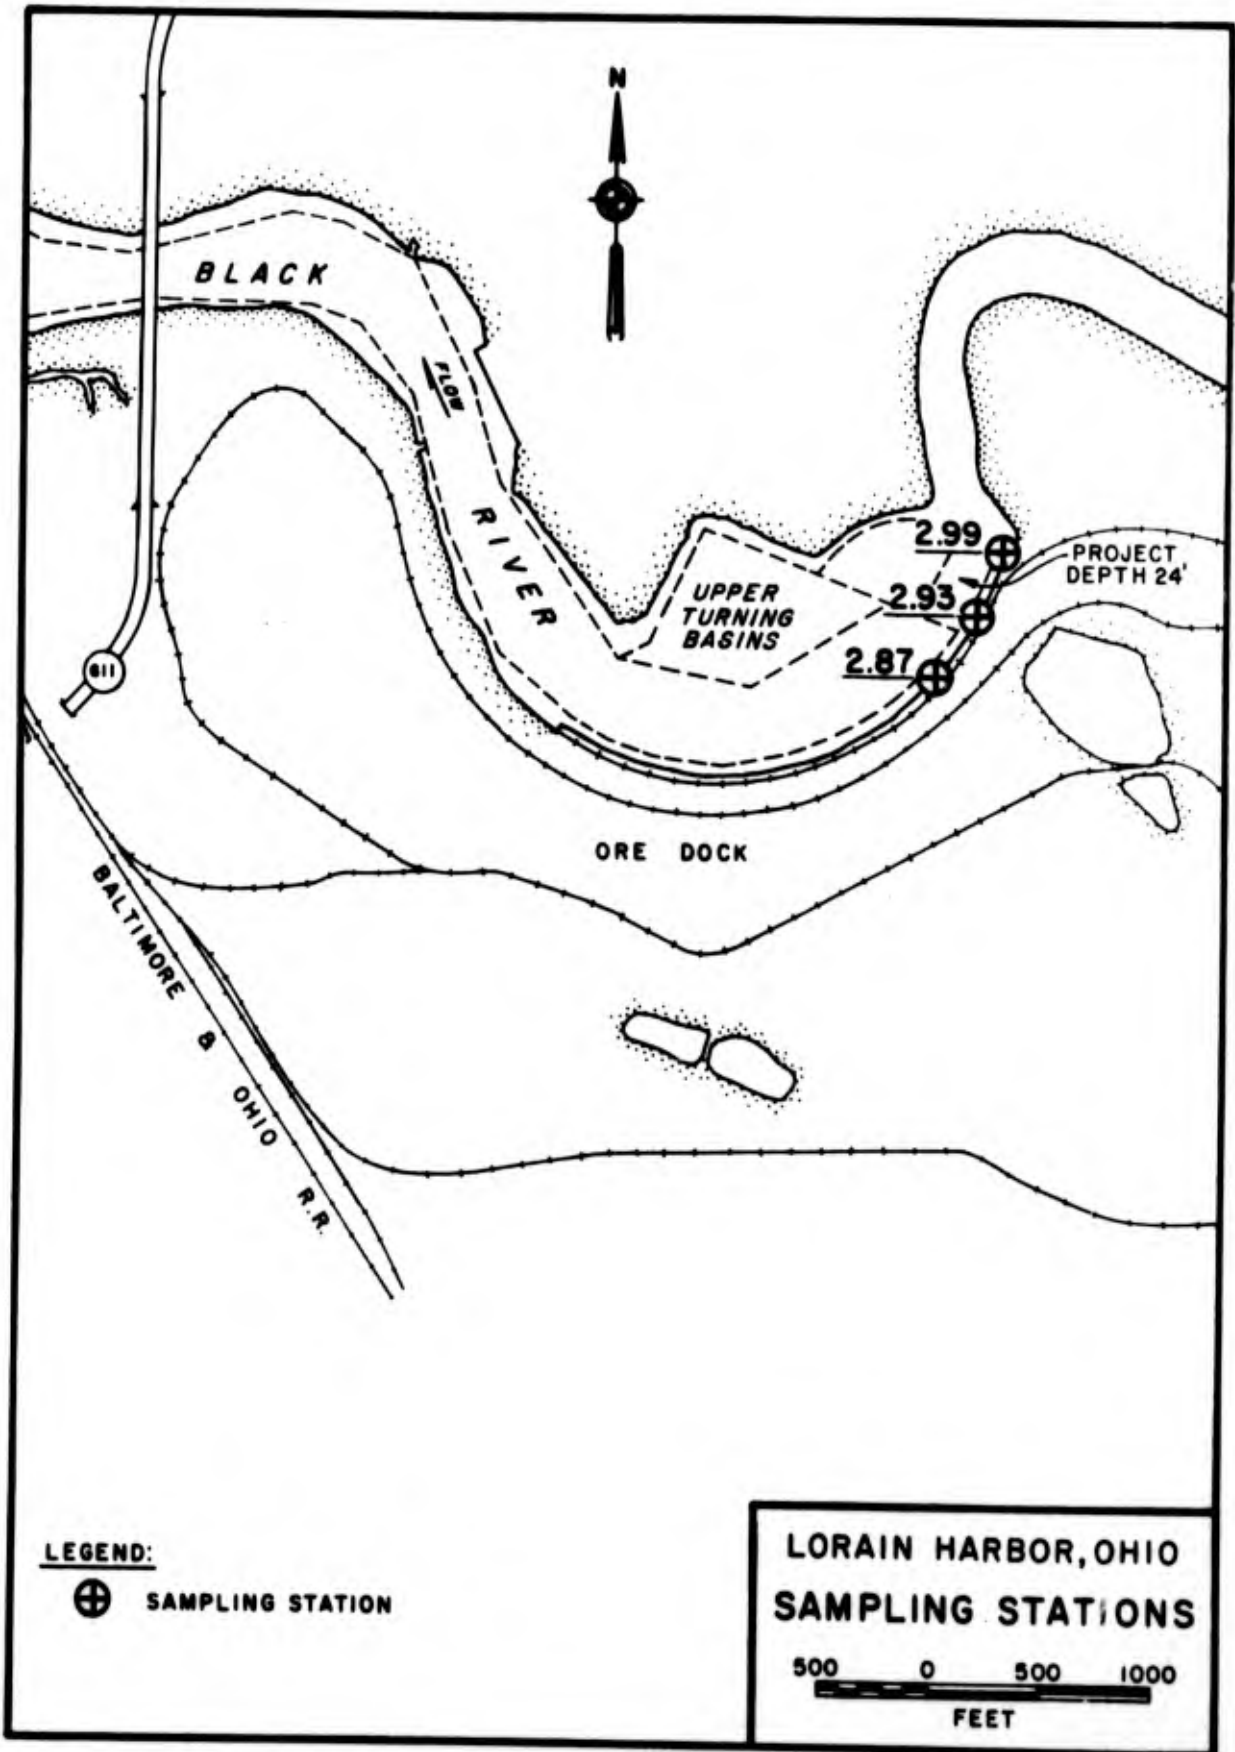 N
BLACK
FLOW
RIVER
2.99
PROJECT
DEPTH 24'
2.93
UPPER
TURNING
BASINS
2.87
611
ORE DOCK
BALTIMORE & OHIO R.R.
LEGEND:
SAMPLING STATION
LORAIN HARBOR, OHIO
SAMPLING STATIONS
500 0 500 1000
FEET